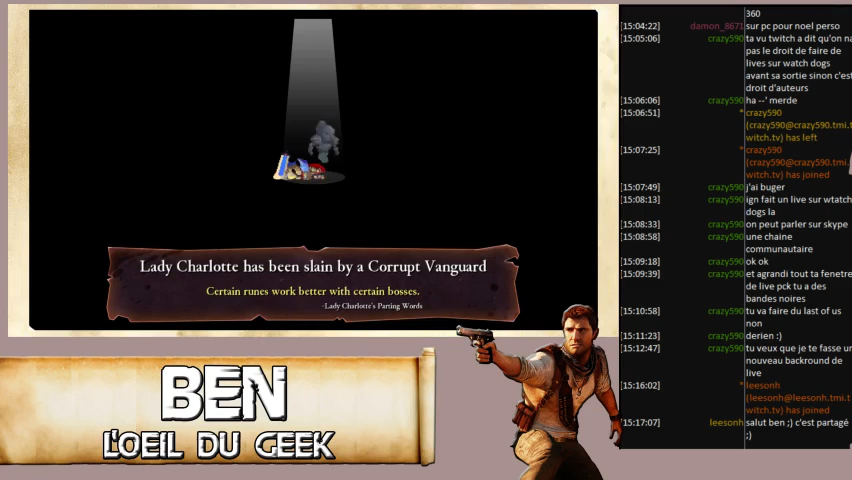 Lady Charlotte has been slain by a Corrupt Vanguard
Certain runes work better with certain bosses.
-Lady Charlotte's Parting Words
BEN
L'OEIL DU GEEK
360
[15:04:22] damon_8671 sur pc pour noel perso
[15:05:06] crazy590 ta vu twitch a dit qu'on na
pas le droit de faire de
lives sur watch dogs
avant sa sortie sinon c'est
droit d'auteurs
[15:06:06] crazy590 ha --' merde
[15:06:51] * crazy590
(crazy590@crazy590.tmi.t
witch.tv) has left
[15:07:25] * crazy590
(crazy590@crazy590.tmi.t
witch.tv) has joined
[15:07:49] crazy590 j'ai buger
[15:08:13] crazy590 ign fait un live sur wtatch
dogs la
[15:08:33] crazy590 on peut parler sur skype
[15:08:58] crazy590 une chaine
communautaire
[15:09:18] crazy590 ok ok
[15:09:39] crazy590 et agrandi tout ta fenetre
de live pck tu a des
bandes noires
[15:10:58] crazy590 tu va faire du last of us
non
[15:11:23] crazy590 derien :)
[15:12:47] crazy590 tu veux que je te fasse un
nouveau backround de
live
[15:16:02] * leesonh
(leesonh@leesonh.tmi.t
witch.tv) has joined
[15:17:07] leesonh salut ben ;) c'est partagé
;)